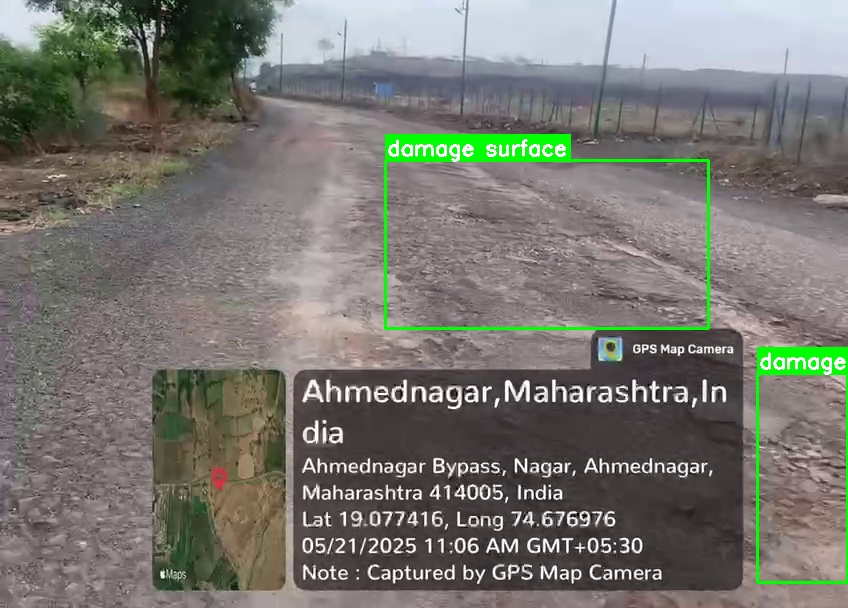 damage surface
GPS Map Camera
damage
Ahmednagar,Maharashtra,In
dia
Ahmednagar Bypass, Nagar, Ahmednagar,
Maharashtra 414005, India
Lat 19.077416, Long 74.676976
05/21/2025 11:06 AM GMT+05:30
Note : Captured by GPS Map Camera
Maps